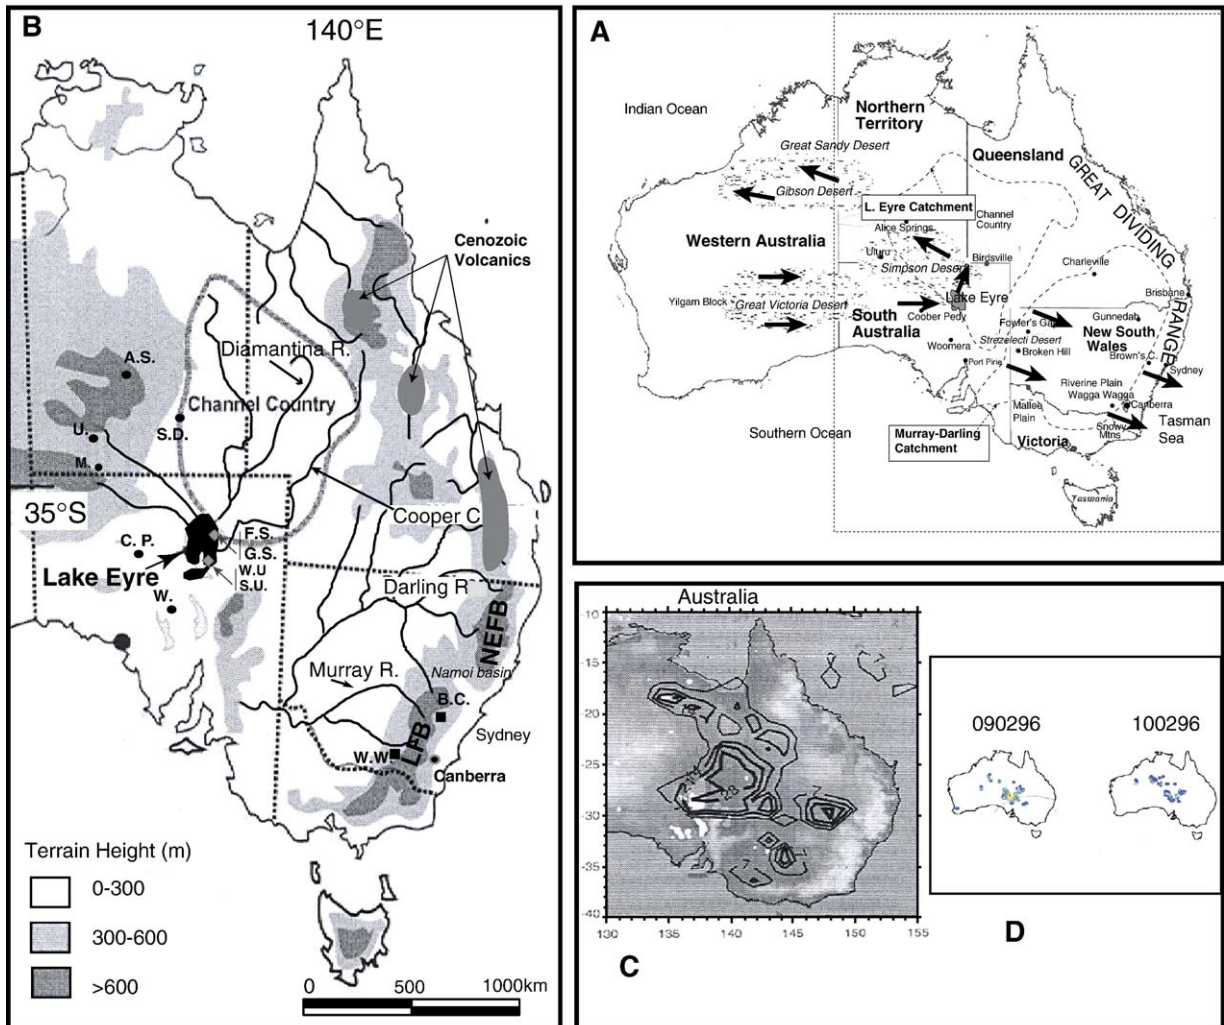 B
140°E
Cenozoic
Volcanics
Diamantina R.
A.S.
Channel Country
S.D.
U.
M.
35°S
Cooper C
C. P.
F.S.
G.S.
W.U
S.U.
Lake Eyre
W.
Darling R
NEFB
Murray R.
Namoi basin
B.C.
Sydney
LFB
W.W
Canberra
Terrain Height (m)
0-300
300-600
>600
0 500 1000km
A
Indian Ocean
Northern
Territory
Great Sandy Desert
Queensland
GREAT DIVIDING
RANGE
Gibson Desert
L. Eyre Catchment
Channel
Country
Alice Springs
Western Australia
Uluru
Simpson Desert
Birdsville
Charleville
Yilgarn Block
Great Victoria Desert
Lake Eyre
Brisbane
South
Australia
Coober Pedy
Gunnedah
Fowler's Gap
New South
Wales
Strezelecti Desert
Woomera
Broken Hill
Port Pirie
Brown's C.
Sydney
Riverine Plain
Wagga Wagga
Canberra
Mallee
Plain
Southern Ocean
Murray-Darling
Catchment
Victoria
Snowy
Mtns
Tasman
Sea
Tasmania
Australia
-10
-15
-20
-25
-30
-35
-40
130 135 140 145 150 155
C
090296
100296
D